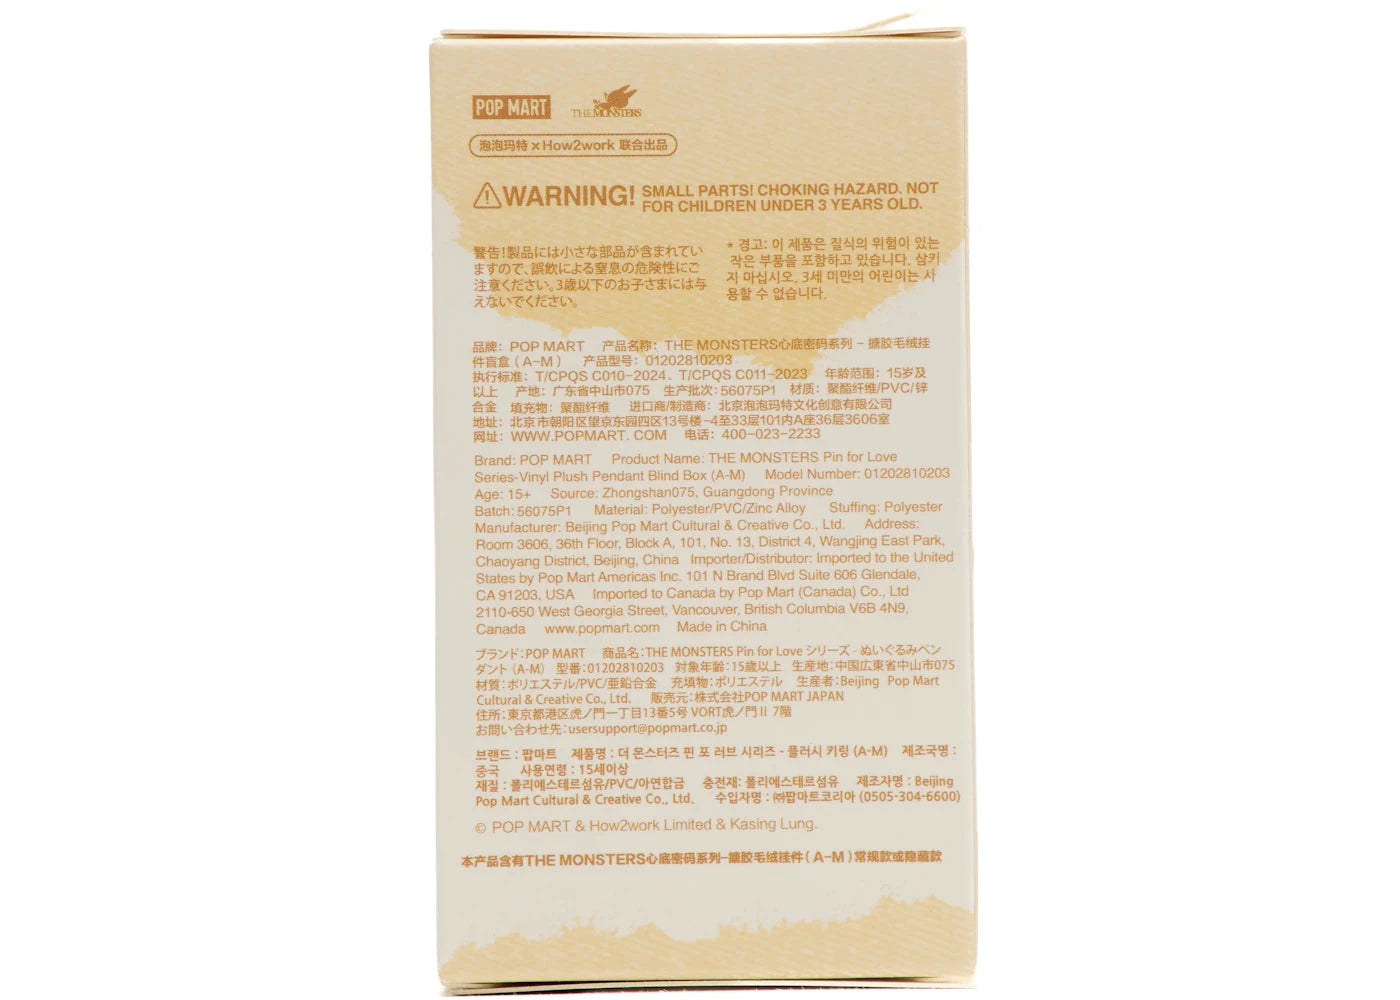 POP MART THE MONSTERS
泡泡玛特 × How2work 联合出品
WARNING! SMALL PARTS! CHOKING HAZARD. NOT
FOR CHILDREN UNDER 3 YEARS OLD.
警告!製品には小さな部品が含まれてい
ますので、誤飲による窒息の危険性にご
注意ください。3歳以下のお子さまには与
えないでください。
* 경고: 이 제품은 질식의 위험이 있는
작은 부품을 포함하고 있습니다. 삼키
지 마십시오. 3세 미만의 어린이는 사
용할 수 없습니다.
品牌: POP MART 产品名称: THE MONSTERS心底密码系列 - 搪胶毛绒挂
件盲盒 ( A-M ) 产品型号: 01202810203
执行标准: T/CPQS C010-2024、T/CPQS C011-2023 年龄范围: 15岁及
以上 产地: 广东省中山市075 生产批次: 56075P1 材质: 聚酯纤维/PVC/锌
合金 填充物: 聚酯纤维 进口商/制造商: 北京泡泡玛特文化创意有限公司
地址: 北京市朝阳区望京东园四区13号楼-4至33层101内A座36层3606室
网址: WWW.POPMART. COM 电话: 400-023-2233
Brand: POP MART Product Name: THE MONSTERS Pin for Love
Series-Vinyl Plush Pendant Blind Box (A-M) Model Number: 01202810203
Age: 15+ Source: Zhongshan075, Guangdong Province
Batch: 56075P1 Material: Polyester/PVC/Zinc Alloy Stuffing: Polyester
Manufacturer: Beijing Pop Mart Cultural & Creative Co., Ltd. Address:
Room 3606, 36th Floor, Block A, 101, No. 13, District 4, Wangjing East Park,
Chaoyang District, Beijing, China Importer/Distributor: Imported to the United
States by Pop Mart Americas Inc. 101 N Brand Blvd Suite 606 Glendale,
CA 91203, USA Imported to Canada by Pop Mart (Canada) Co., Ltd
2110-650 West Georgia Street, Vancouver, British Columbia V6B 4N9,
Canada www.popmart.com Made in China
ブランド:POP MART 商品名:THE MONSTERS Pin for Love シリーズ - ぬいぐるみペン
ダント (A-M) 型番:01202810203 対象年齢:15歳以上 生産地:中国広東省中山市075
材質:ポリエステル/PVC/亜鉛合金 充填物:ポリエステル 生産者:Beijing Pop Mart
Cultural & Creative Co., Ltd. 販売元:株式会社POP MART JAPAN
住所:東京都港区虎ノ門一丁目13番5号 VORT虎ノ門Ⅱ 7階
お問い合わせ先:usersupport@popmart.co.jp
브랜드 : 팝마트 제품명 : 더 몬스터즈 핀 포 러브 시리즈 - 플러시 키링 (A-M) 제조국명 :
중국 사용연령 : 15세이상
재질 : 폴리에스테르섬유/PVC/아연합금 충전재: 폴리에스테르섬유 제조자명 : Beijing
Pop Mart Cultural & Creative Co., Ltd. 수입자명 : ㈜팝마트코리아 (0505-304-6600)
© POP MART & How2work Limited & Kasing Lung.
本产品含有THE MONSTERS心底密码系列-搪胶毛绒挂件 ( A-M ) 常规款或隐藏款